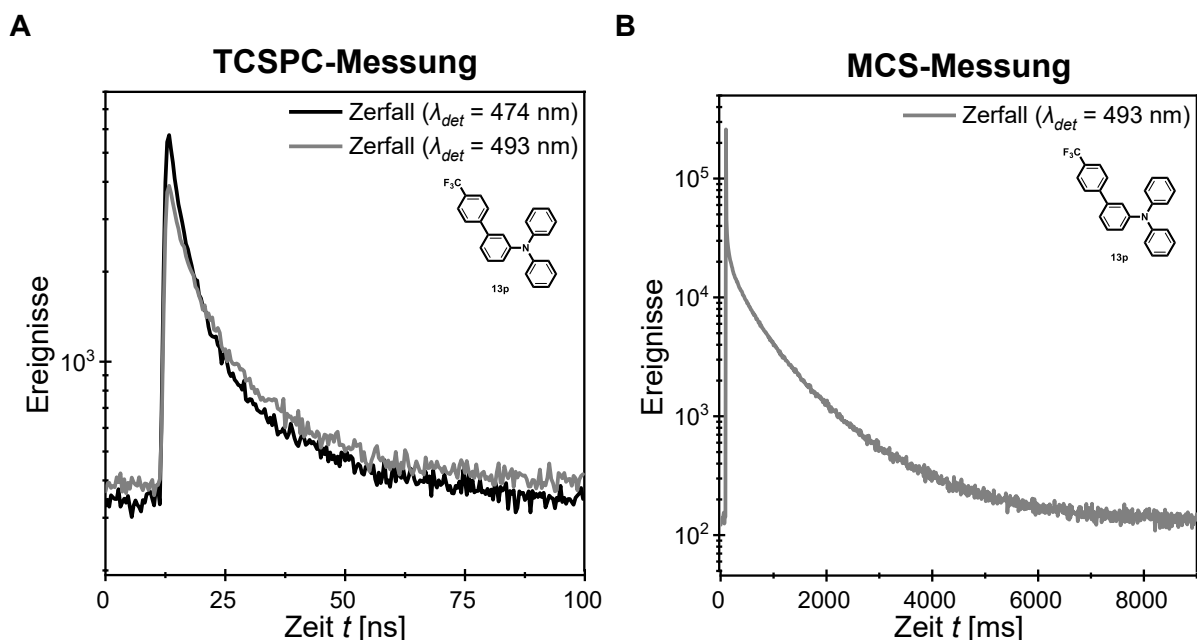 A
TCSPC-Messung
Zerfall (λdet = 474 nm)
Zerfall (λdet = 493 nm)
F3C
N
13p
10³
Ereignisse
0
25
50
75
100
Zeit t [ns]
B
MCS-Messung
Zerfall (λdet = 493 nm)
F3C
N
13p
10⁵
10⁴
10³
10²
Ereignisse
0
2000
4000
6000
8000
Zeit t [ms]